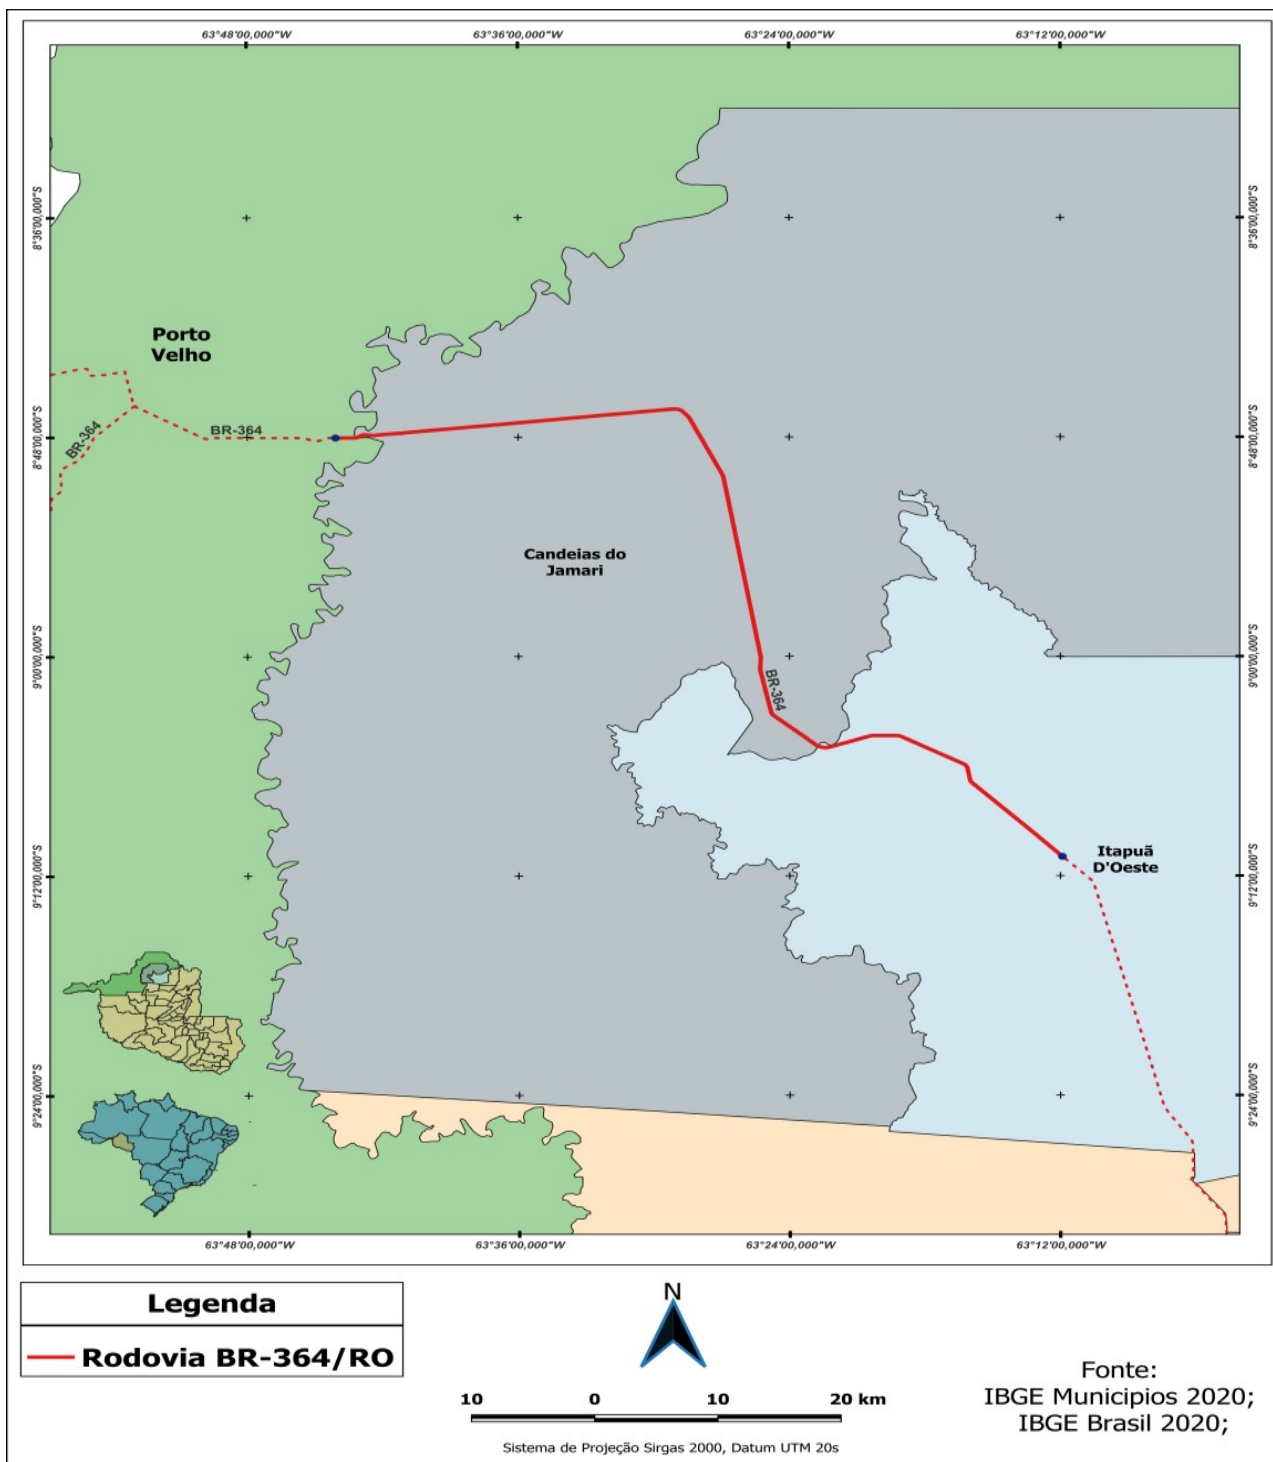 63°48'00,000"W
63°36'00,000"W
63°24'00,000"W
63°12'00,000"W
8°36'00,000"S
8°36'00,000"S
Porto
Velho
BR-364
BR-364
8°48'00,000"S
8°48'00,000"S
Candeias do
Jamari
9°00'00,000"S
9°00'00,000"S
BR-364
Itapuã
D'Oeste
9°12'00,000"S
9°12'00,000"S
9°24'00,000"S
9°24'00,000"S
63°48'00,000"W
63°36'00,000"W
63°24'00,000"W
63°12'00,000"W
Legenda
Rodovia BR-364/RO
N
10 0 10 20 km
Sistema de Projeção Sirgas 2000, Datum UTM 20s
Fonte:
IBGE Municipios 2020;
IBGE Brasil 2020;